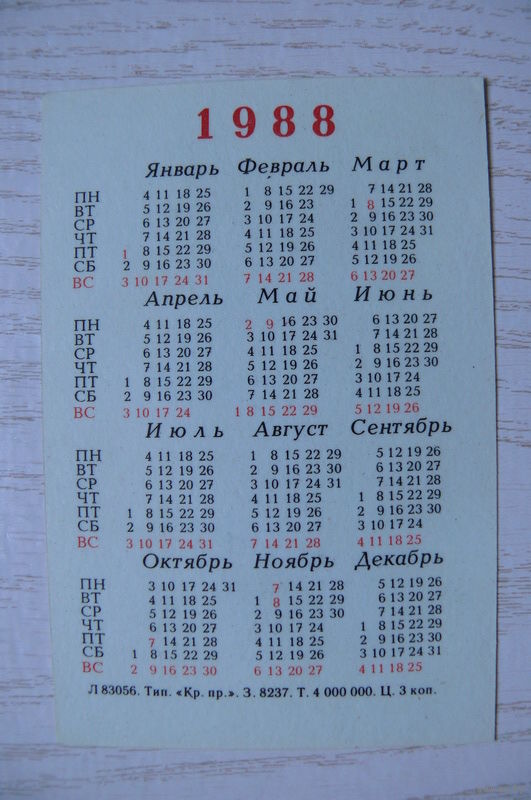 1988
Январь Февраль Март
ПН 4 11 18 25 1 8 15 22 29 7 14 21 28
ВТ 5 12 19 26 2 9 16 23 1 8 15 22 29
СР 6 13 20 27 3 10 17 24 2 9 16 23 30
ЧТ 7 14 21 28 4 11 18 25 3 10 17 24 31
ПТ 1 8 15 22 29 5 12 19 26 4 11 18 25
СБ 2 9 16 23 30 6 13 20 27 5 12 19 26
ВС 3 10 17 24 31 7 14 21 28 6 13 20 27
Апрель Май Июнь
ПН 4 11 18 25 2 9 16 23 30 6 13 20 27
ВТ 5 12 19 26 3 10 17 24 31 7 14 21 28
СР 6 13 20 27 4 11 18 25 1 8 15 22 29
ЧТ 7 14 21 28 5 12 19 26 2 9 16 23 30
ПТ 1 8 15 22 29 6 13 20 27 3 10 17 24
СБ 2 9 16 23 30 7 14 21 28 4 11 18 25
ВС 3 10 17 24 1 8 15 22 29 5 12 19 26
Июль Август Сентябрь
ПН 4 11 18 25 1 8 15 22 29 5 12 19 26
ВТ 5 12 19 26 2 9 16 23 30 6 13 20 27
СР 6 13 20 27 3 10 17 24 31 7 14 21 28
ЧТ 7 14 21 28 4 11 18 25 1 8 15 22 29
ПТ 1 8 15 22 29 5 12 19 26 2 9 16 23 30
СБ 2 9 16 23 30 6 13 20 27 3 10 17 24
ВС 3 10 17 24 31 7 14 21 28 4 11 18 25
Октябрь Ноябрь Декабрь
ПН 3 10 17 24 31 7 14 21 28 5 12 19 26
ВТ 4 11 18 25 1 8 15 22 29 6 13 20 27
СР 5 12 19 26 2 9 16 23 30 7 14 21 28
ЧТ 6 13 20 27 3 10 17 24 1 8 15 22 29
ПТ 7 14 21 28 4 11 18 25 2 9 16 23 30
СБ 1 8 15 22 29 5 12 19 26 3 10 17 24 31
ВС 2 9 16 23 30 6 13 20 27 4 11 18 25
Л 83056. Тип. «Кр. пр.». З. 8237. Т. 4 000 000. Ц. 3 коп.